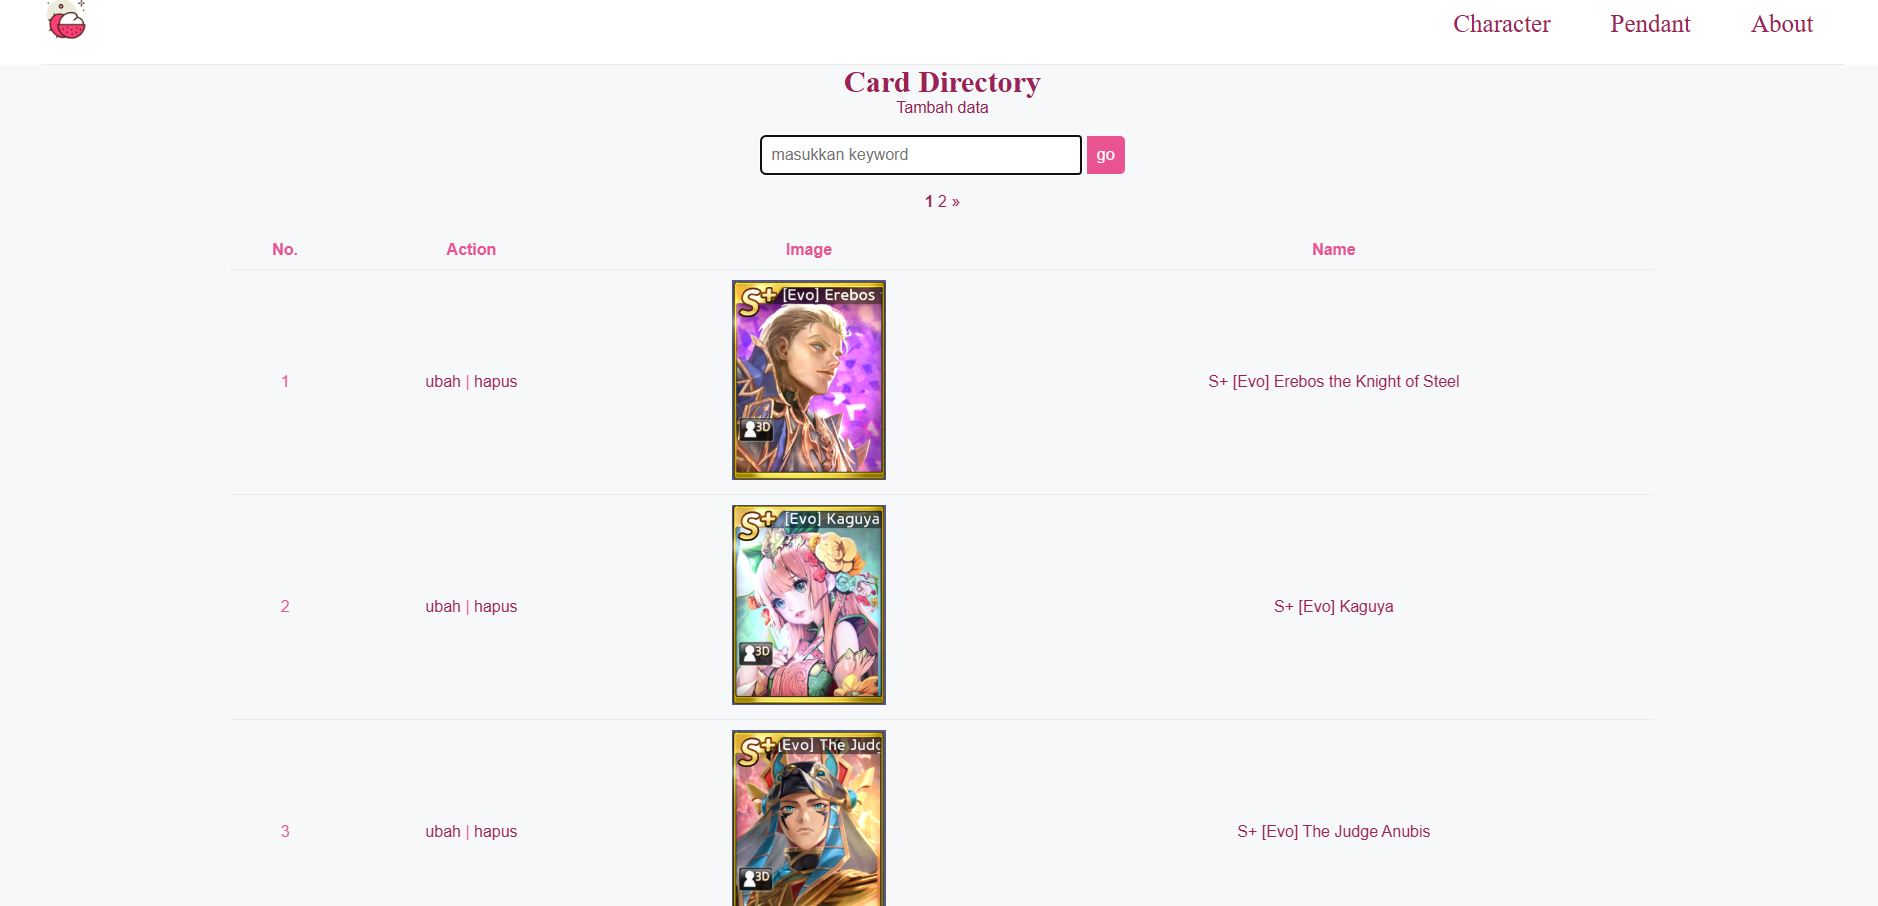 Character Pendant About
Card Directory
Tambah data
masukkan keyword go
1 2 »
No. Action Image Name
S+ [Evo] Erebos
3D
1 ubah | hapus S+ [Evo] Erebos the Knight of Steel
S+ [Evo] Kaguya
3D
2 ubah | hapus S+ [Evo] Kaguya
S+ [Evo] The Judg
3D
3 ubah | hapus S+ [Evo] The Judge Anubis